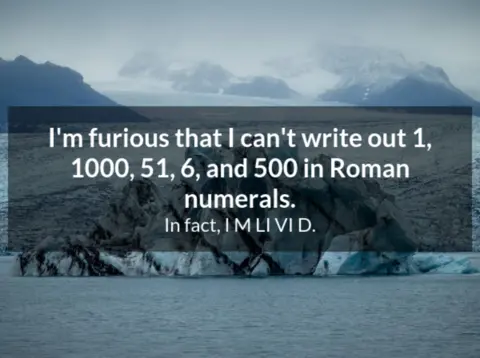 I'm furious that I can't write out 1,
1000, 51, 6, and 500 in Roman
numerals.
In fact, I M LI VI D.